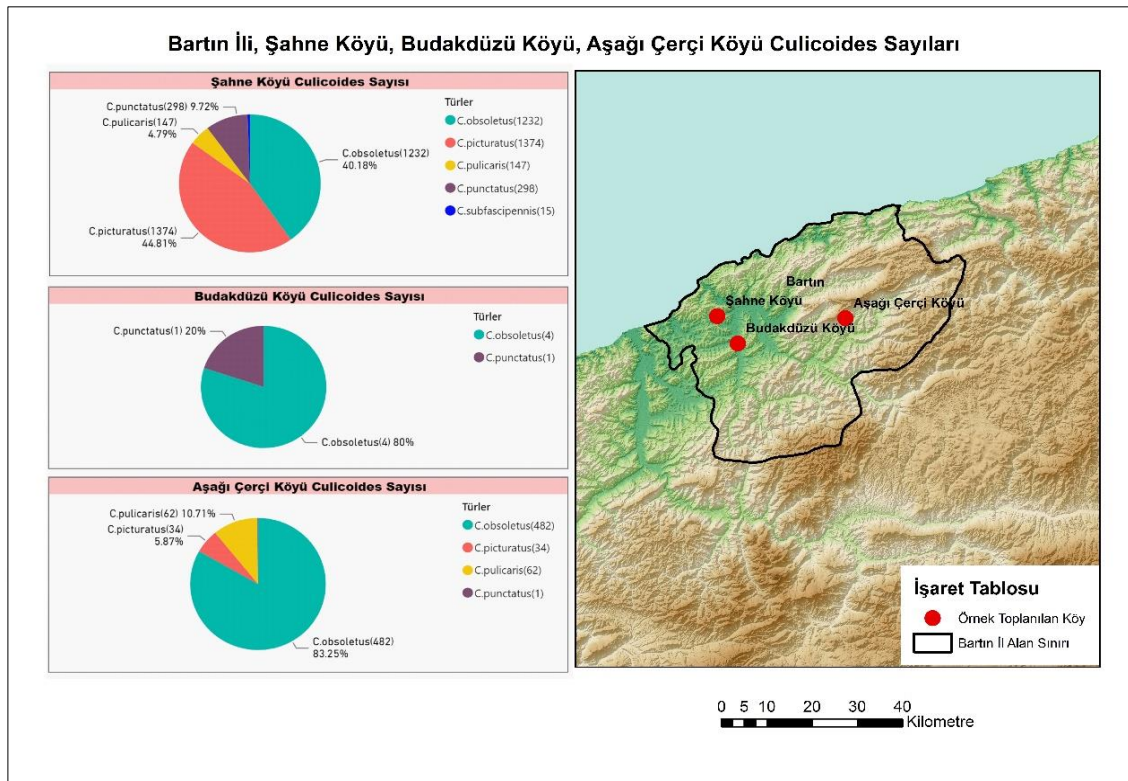 Bartın İli, Şahne Köyü, Budakdüzü Köyü, Aşağı Çerçi Köyü Culicoides Sayıları
Şahne Köyü Culicoides Sayısı
C.punctatus(298) 9.72%
C.pulicaris(147)
4.79%
C.obsoletus(1232)
40.18%
C.picturatus(1374)
44.81%
Türler
C.obsoletus(1232)
C.picturatus(1374)
C.pulicaris(147)
C.punctatus(298)
C.subfascipennis(15)
Budakdüzü Köyü Culicoides Sayısı
C.punctatus(1) 20%
C.obsoletus(4) 80%
Türler
C.obsoletus(4)
C.punctatus(1)
Aşağı Çerçi Köyü Culicoides Sayısı
C.pulicaris(62) 10.71%
C.picturatus(34)
5.87%
C.obsoletus(482)
83.25%
Türler
C.obsoletus(482)
C.picturatus(34)
C.pulicaris(62)
C.punctatus(1)
Bartın
Şahne Köyü
Aşağı Çerçi Köyü
Budakdüzü Köyü
İşaret Tablosu
Örnek Toplanılan Köy
Bartın İl Alan Sınırı
0 5 10 20 30 40
Kilometre